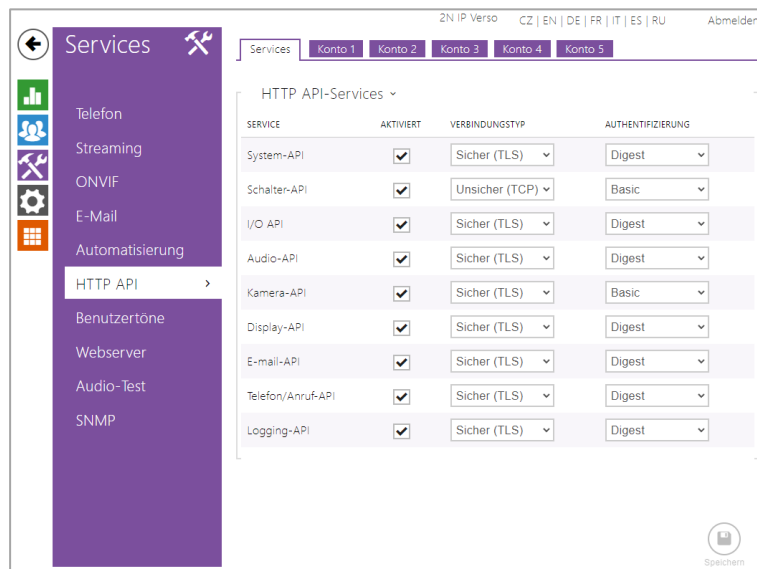 2N IP Verso CZ | EN | DE | FR | IT | ES | RU Abmelden
Services
Telefon
Streaming
ONVIF
E-Mail
Automatisierung
HTTP API
Benutzertöne
Webserver
Audio-Test
SNMP
Services Konto 1 Konto 2 Konto 3 Konto 4 Konto 5
HTTP API-Services
SERVICE AKTIVIERT VERBINDUNGSTYP AUTHENTIFIZIERUNG
System-API Sicher (TLS) Digest
Schalter-API Unsicher (TCP) Basic
I/O API Sicher (TLS) Digest
Audio-API Sicher (TLS) Digest
Kamera-API Sicher (TLS) Basic
Display-API Sicher (TLS) Digest
E-mail-API Sicher (TLS) Digest
Telefon/Anruf-API Sicher (TLS) Digest
Logging-API Sicher (TLS) Digest
Speichern